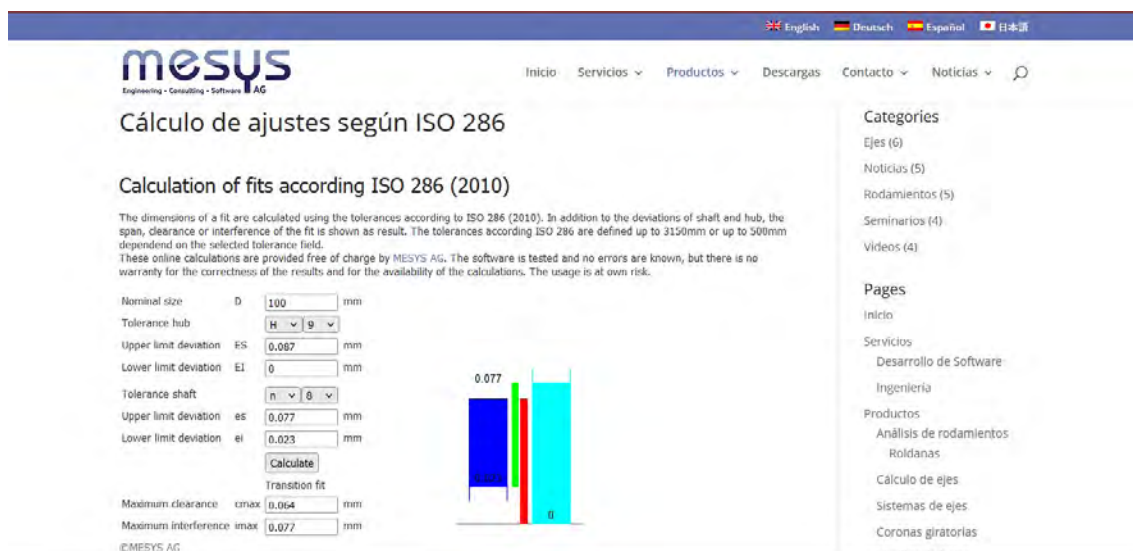 English Deutsch Español 日本語
mesys
Engineering - Consulting - Software AG
Inicio Servicios Productos Descargas Contacto Noticias
Cálculo de ajustes según ISO 286
Calculation of fits according ISO 286 (2010)
The dimensions of a fit are calculated using the tolerances according to ISO 286 (2010). In addition to the deviations of shaft and hub, the
span, clearance or interference of the fit is shown as result. The tolerances according ISO 286 are defined up to 3150mm or up to 500mm
dependend on the selected tolerance field.
These online calculations are provided free of charge by MESYS AG. The software is tested and no errors are known, but there is no
warranty for the correctness of the results and for the availability of the calculations. The usage is at own risk.
Nominal size D 100 mm
Tolerance hub H 9
Upper limit deviation ES 0.087 mm
Lower limit deviation EI 0 mm
Tolerance shaft n 8
Upper limit deviation es 0.077 mm
Lower limit deviation ei 0.023 mm
Calculate
Transition fit
Maximum clearance cmax 0.064 mm
Maximum interference imax 0.077 mm
©MESYS AG
0.077
0
Categories
Ejes (6)
Noticias (5)
Rodamientos (5)
Seminarios (4)
Videos (4)
Pages
Inicio
Servicios
Desarrollo de Software
Ingeniería
Productos
Análisis de rodamientos
Roldanas
Cálculo de ejes
Sistemas de ejes
Coronas giratorias